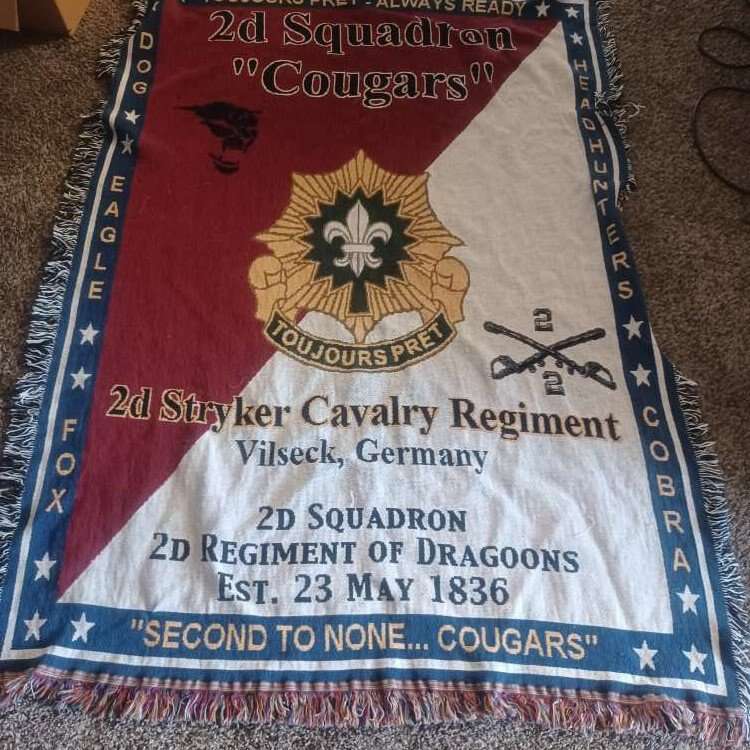 TOUJOURS PRET - ALWAYS READY
2d Squadron
"Cougars"
DOG
EAGLE
FOX
HEADHUNTERS
COBRA
TOUJOURS PRET
2
2
2d Stryker Cavalry Regiment
Vilseck, Germany
2D SQUADRON
2D REGIMENT OF DRAGOONS
EST. 23 MAY 1836
"SECOND TO NONE... COUGARS"